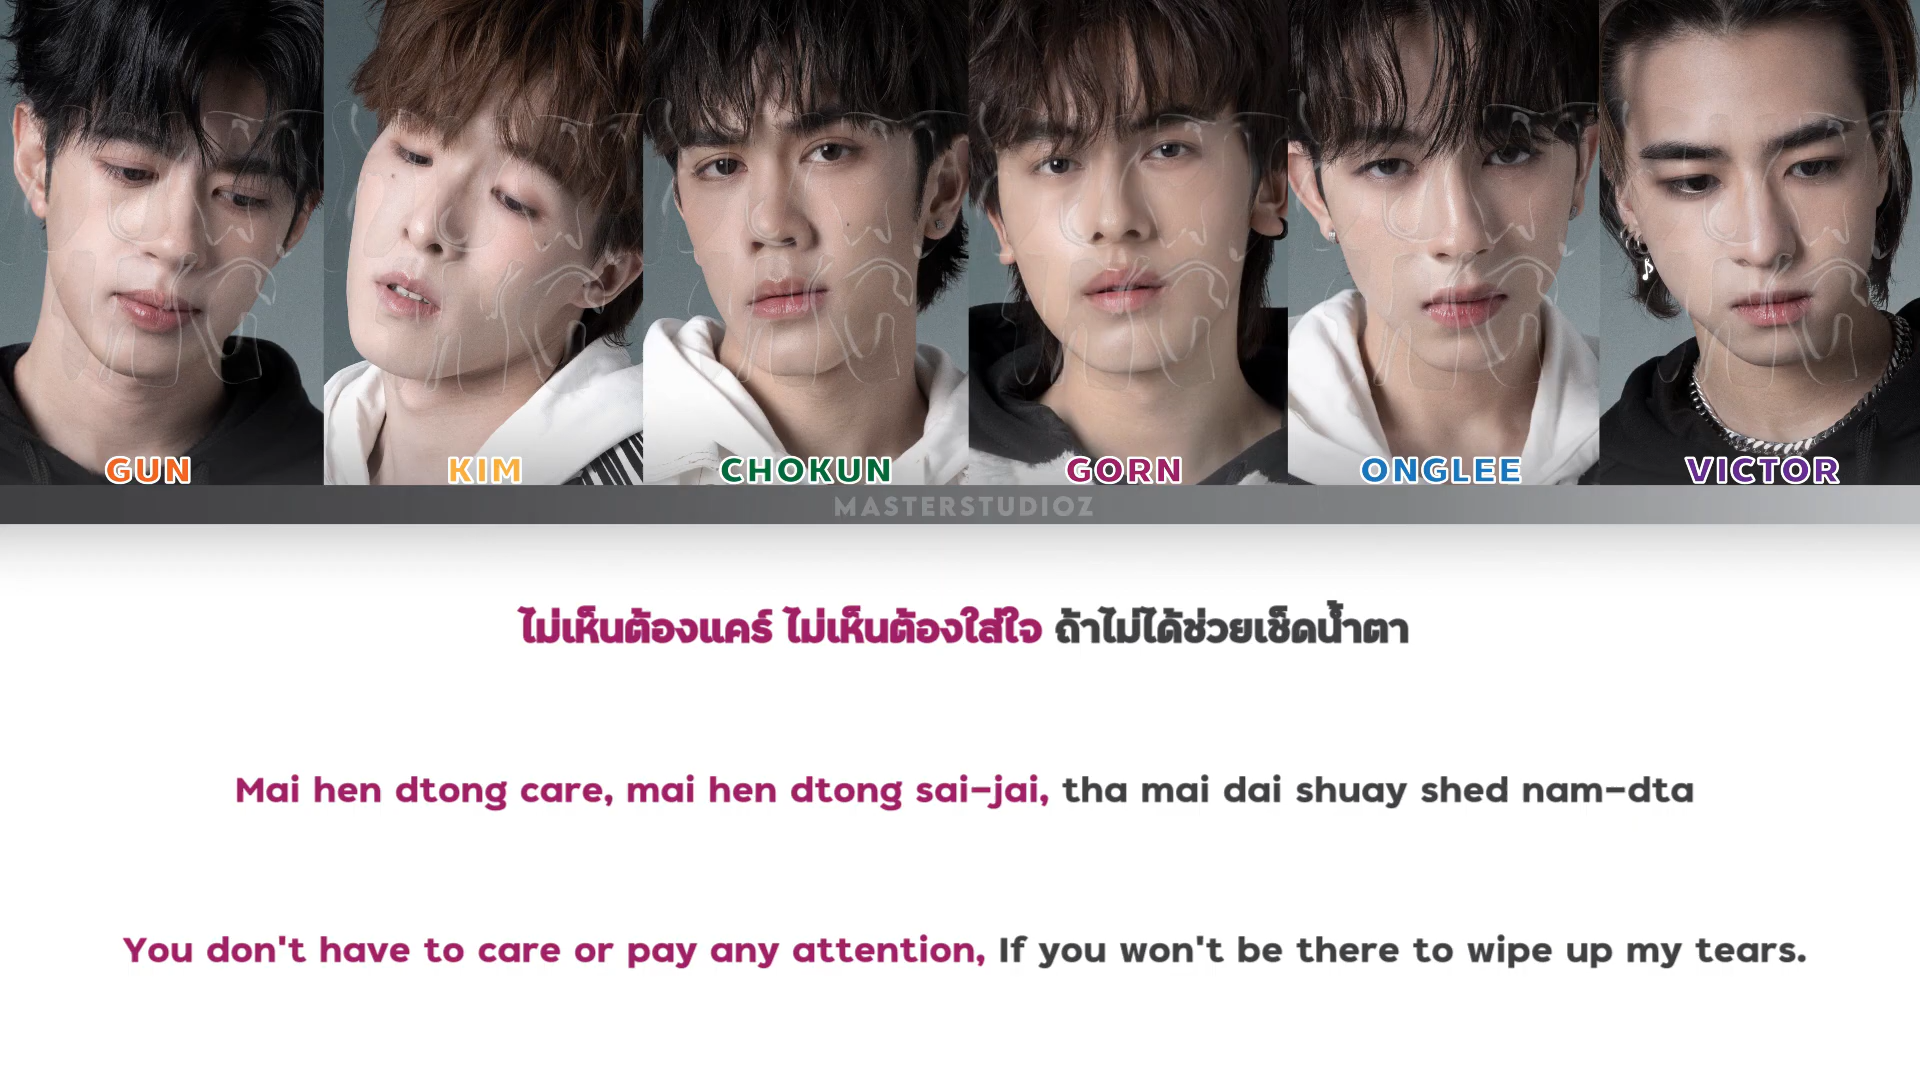 GUN KIM CHOKUN GORN ONGLEE VICTOR
MASTERSTUDIOZ
ไม่เห็นต้องแคร์ ไม่เห็นต้องใส่ใจ ถ้าไม่ได้ช่วยเช็ดน้ำตา
Mai hen dtong care, mai hen dtong sai-jai, tha mai dai shuay shed nam-dta
You don't have to care or pay any attention, If you won't be there to wipe up my tears.